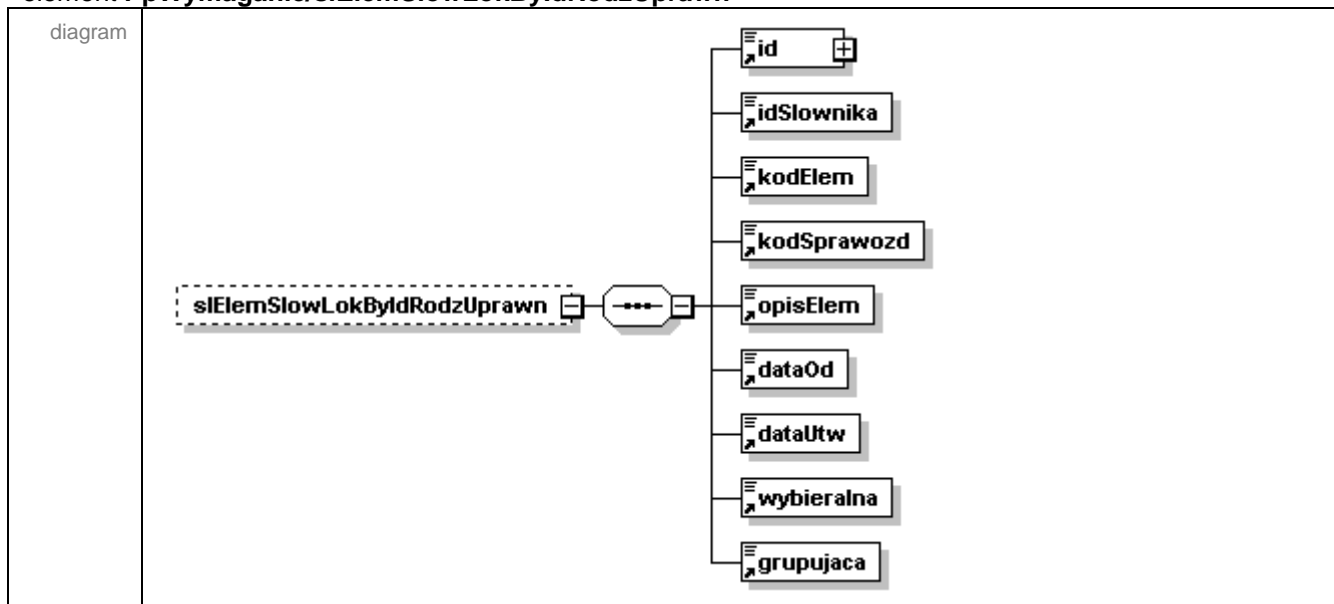 diagram
id
idSlownika
kodElem
kodSprawozd
slElemSlowLokByIdRodzUprawn
opisElem
dataOd
dataUtw
wybieralna
grupujaca